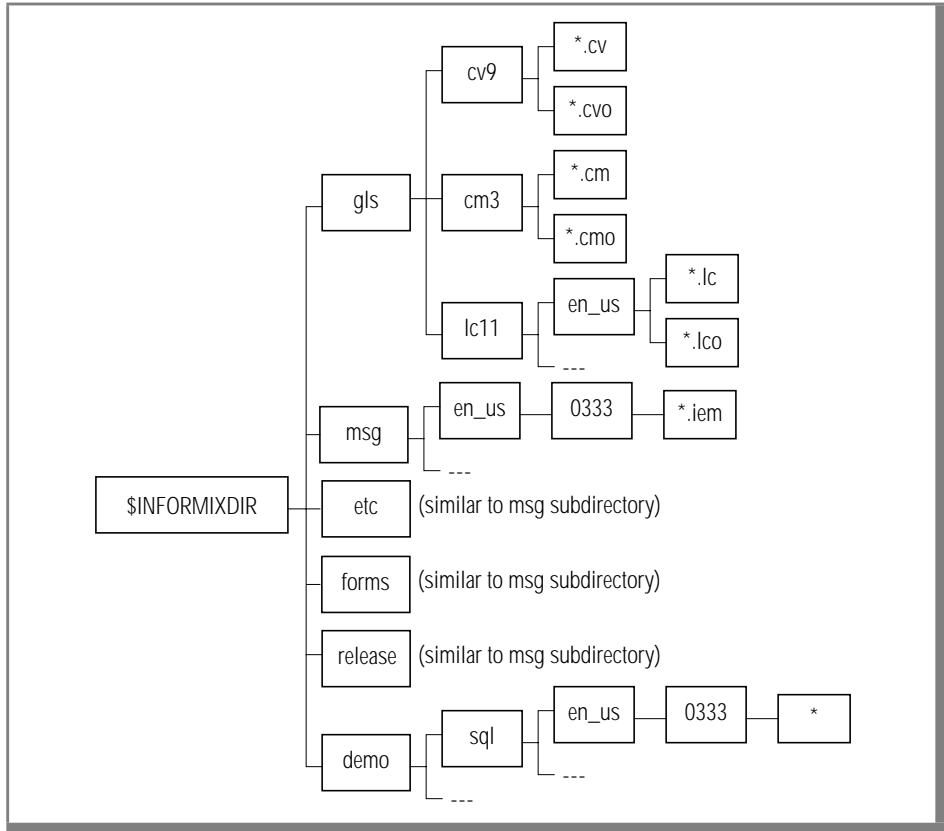 *.cv
cv9
*.cvo
*.cm
gls
cm3
*.cmo
*.lc
en_us
lc11
*.lco
---
en_us
0333
*.iem
msg
---
$INFORMIXDIR
etc
(similar to msg subdirectory)
forms
(similar to msg subdirectory)
release
(similar to msg subdirectory)
en_us
0333
*
sql
demo
---
---